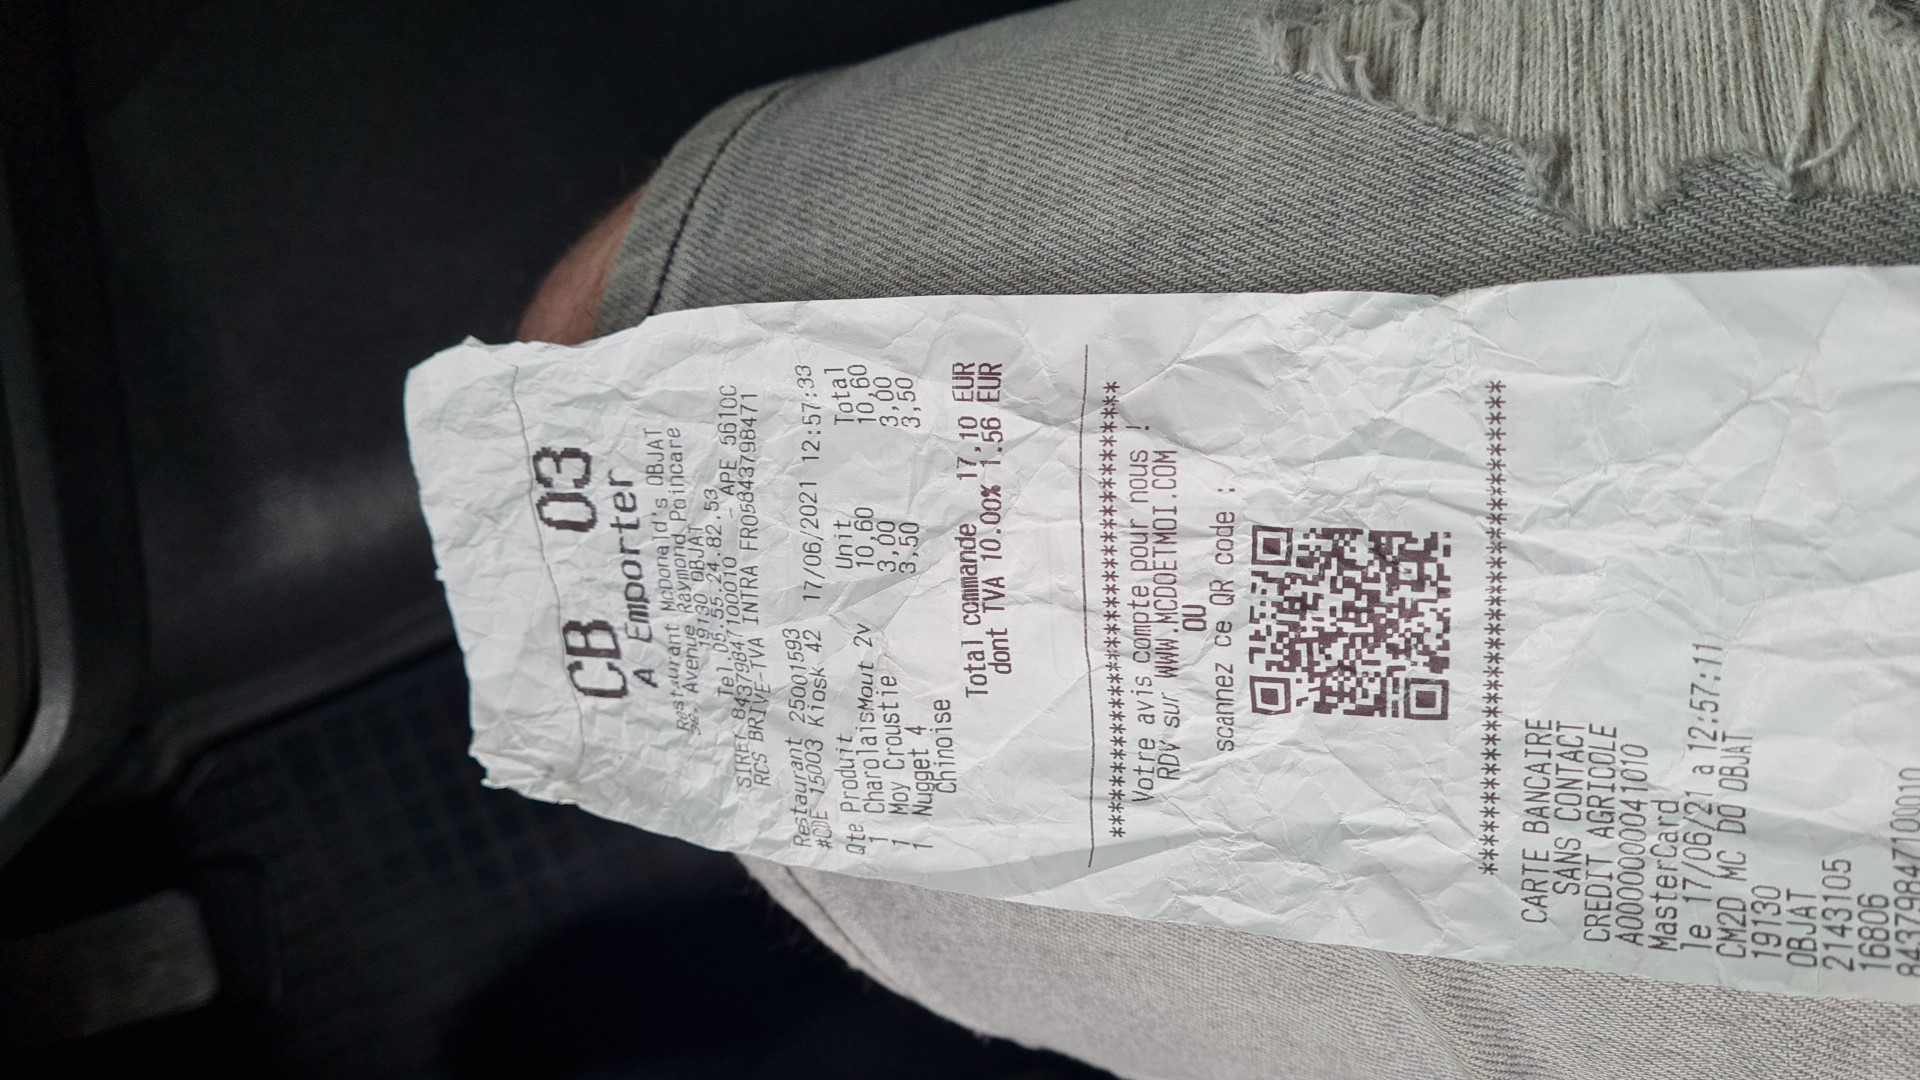 CB 03
A Emporter
Restaurant McDonald's OBJAT
Avenue Raymond Poincare
19130 OBJAT
Tel. 05.55.24.82.53
SIRET 84379847100010 - APE 5610C
RCS BRIVE-TVA INTRA FR05843798471
Restaurant 25001593
#CDE 15003 Kiosk 42 17/06/2021 12:57:33
Qte Produit Unit Total
1 CharolaisMout 2v 10,60 10,60
1 Moy Croustie 3,00 3,00
1 Nugget 4 3,50 3,50
Chinoise
Total commande 17,10 EUR
dont TVA 10.00% 1.56 EUR
******************************************
Votre avis compte pour nous !
RDV sur WWW.MCDOETMOI.COM
OU
scannez ce QR code :
******************************************
CARTE BANCAIRE
SANS CONTACT
CREDIT AGRICOLE
A0000000041010
MasterCard
le 17/06/21 a 12:57:11
CM2D MC DO OBJAT
19130
OBJAT
2143105
168806
84379847100010